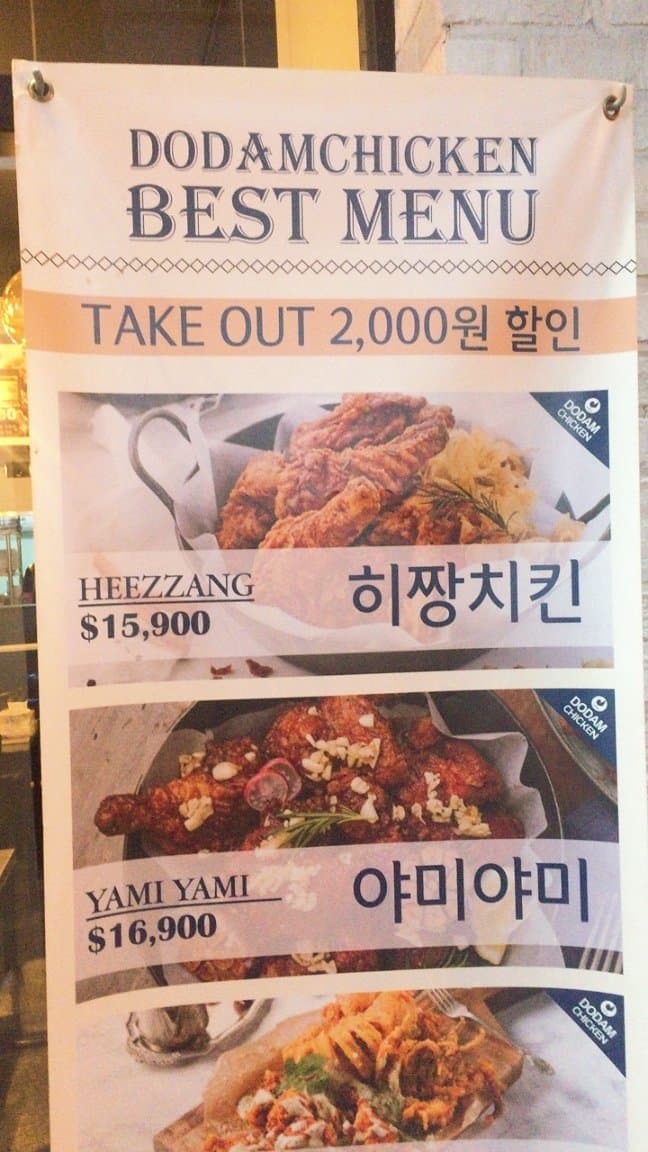 DODAMCHICKEN
BEST MENU
TAKE OUT 2,000원 할인
DODAM
CHICKEN
HEEZZANG
$15,900
히짱치킨
DODAM
CHICKEN
YAMI YAMI
$16,900
야미야미
DODAM
CHICKEN